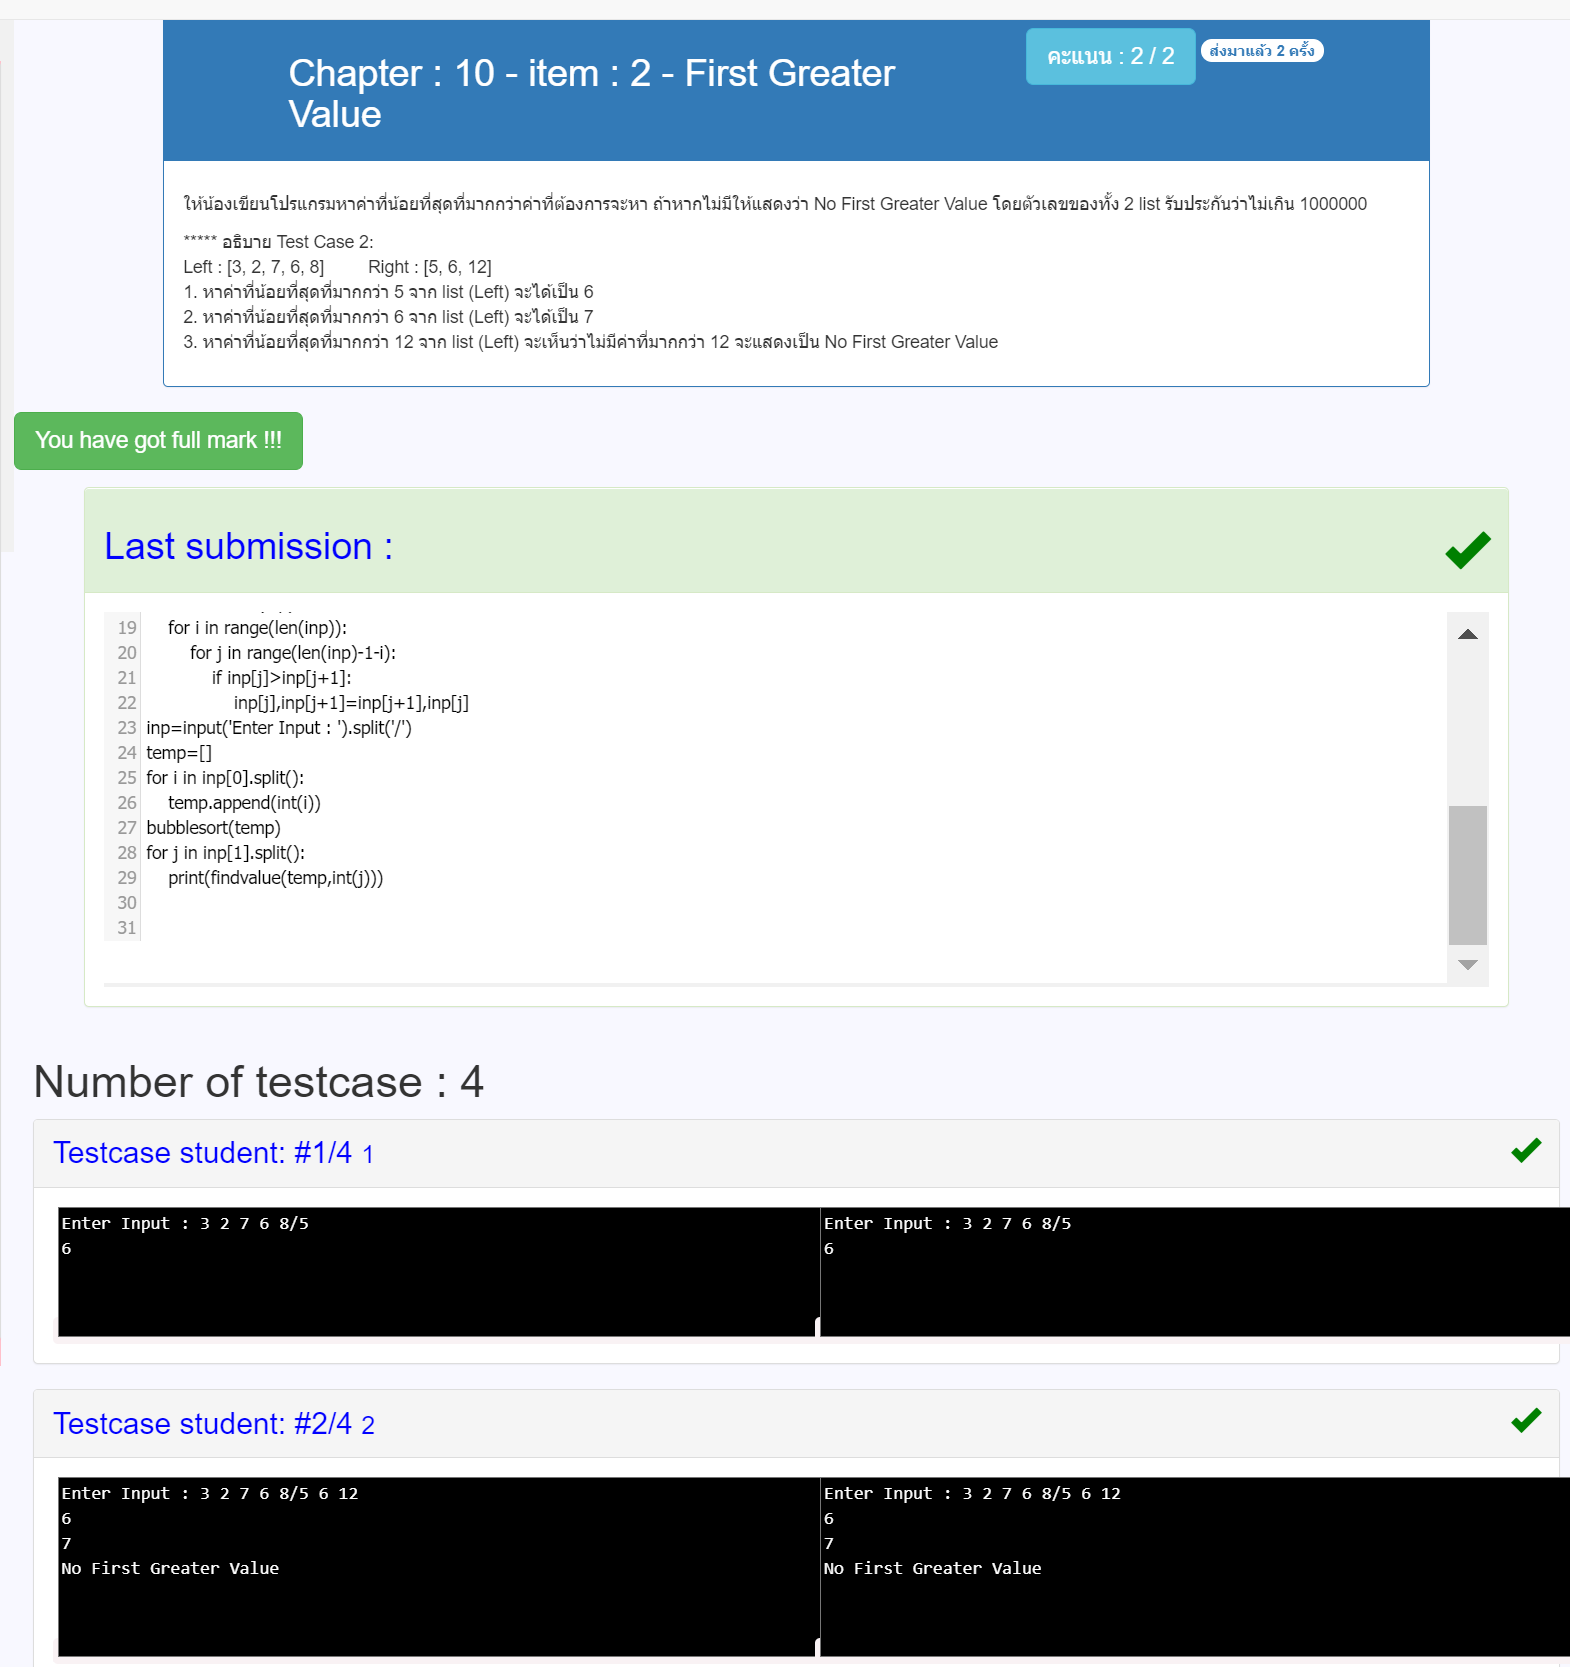 Chapter : 10 - item : 2 - First Greater
Value
คะแนน : 2 / 2
ส่งมาแล้ว 2 ครั้ง
ให้น้องเขียนโปรแกรมหาค่าที่น้อยที่สุดที่มากกว่าค่าที่ต้องการจะหา ถ้าหากไม่มีให้แสดงว่า No First Greater Value โดยตัวเลขของทั้ง 2 list รับประกันว่าไม่เกิน 1000000
***** อธิบาย Test Case 2:
Left : [3, 2, 7, 6, 8] Right : [5, 6, 12]
1. หาค่าที่น้อยที่สุดที่มากกว่า 5 จาก list (Left) จะได้เป็น 6
2. หาค่าที่น้อยที่สุดที่มากกว่า 6 จาก list (Left) จะได้เป็น 7
3. หาค่าที่น้อยที่สุดที่มากกว่า 12 จาก list (Left) จะเห็นว่าไม่มีค่าที่มากกว่า 12 จะแสดงเป็น No First Greater Value
You have got full mark !!!
Last submission :
19 for i in range(len(inp)):
20 for j in range(len(inp)-1-i):
21 if inp[j]>inp[j+1]:
22 inp[j],inp[j+1]=inp[j+1],inp[j]
23 inp=input('Enter Input : ').split('/')
24 temp=[]
25 for i in inp[0].split():
26 temp.append(int(i))
27 bubblesort(temp)
28 for j in inp[1].split():
29 print(findvalue(temp,int(j)))
30
31
Number of testcase : 4
Testcase student: #1/4 1
Enter Input : 3 2 7 6 8/5 Enter Input : 3 2 7 6 8/5
6 6
Testcase student: #2/4 2
Enter Input : 3 2 7 6 8/5 6 12 Enter Input : 3 2 7 6 8/5 6 12
6 6
7 7
No First Greater Value No First Greater Value